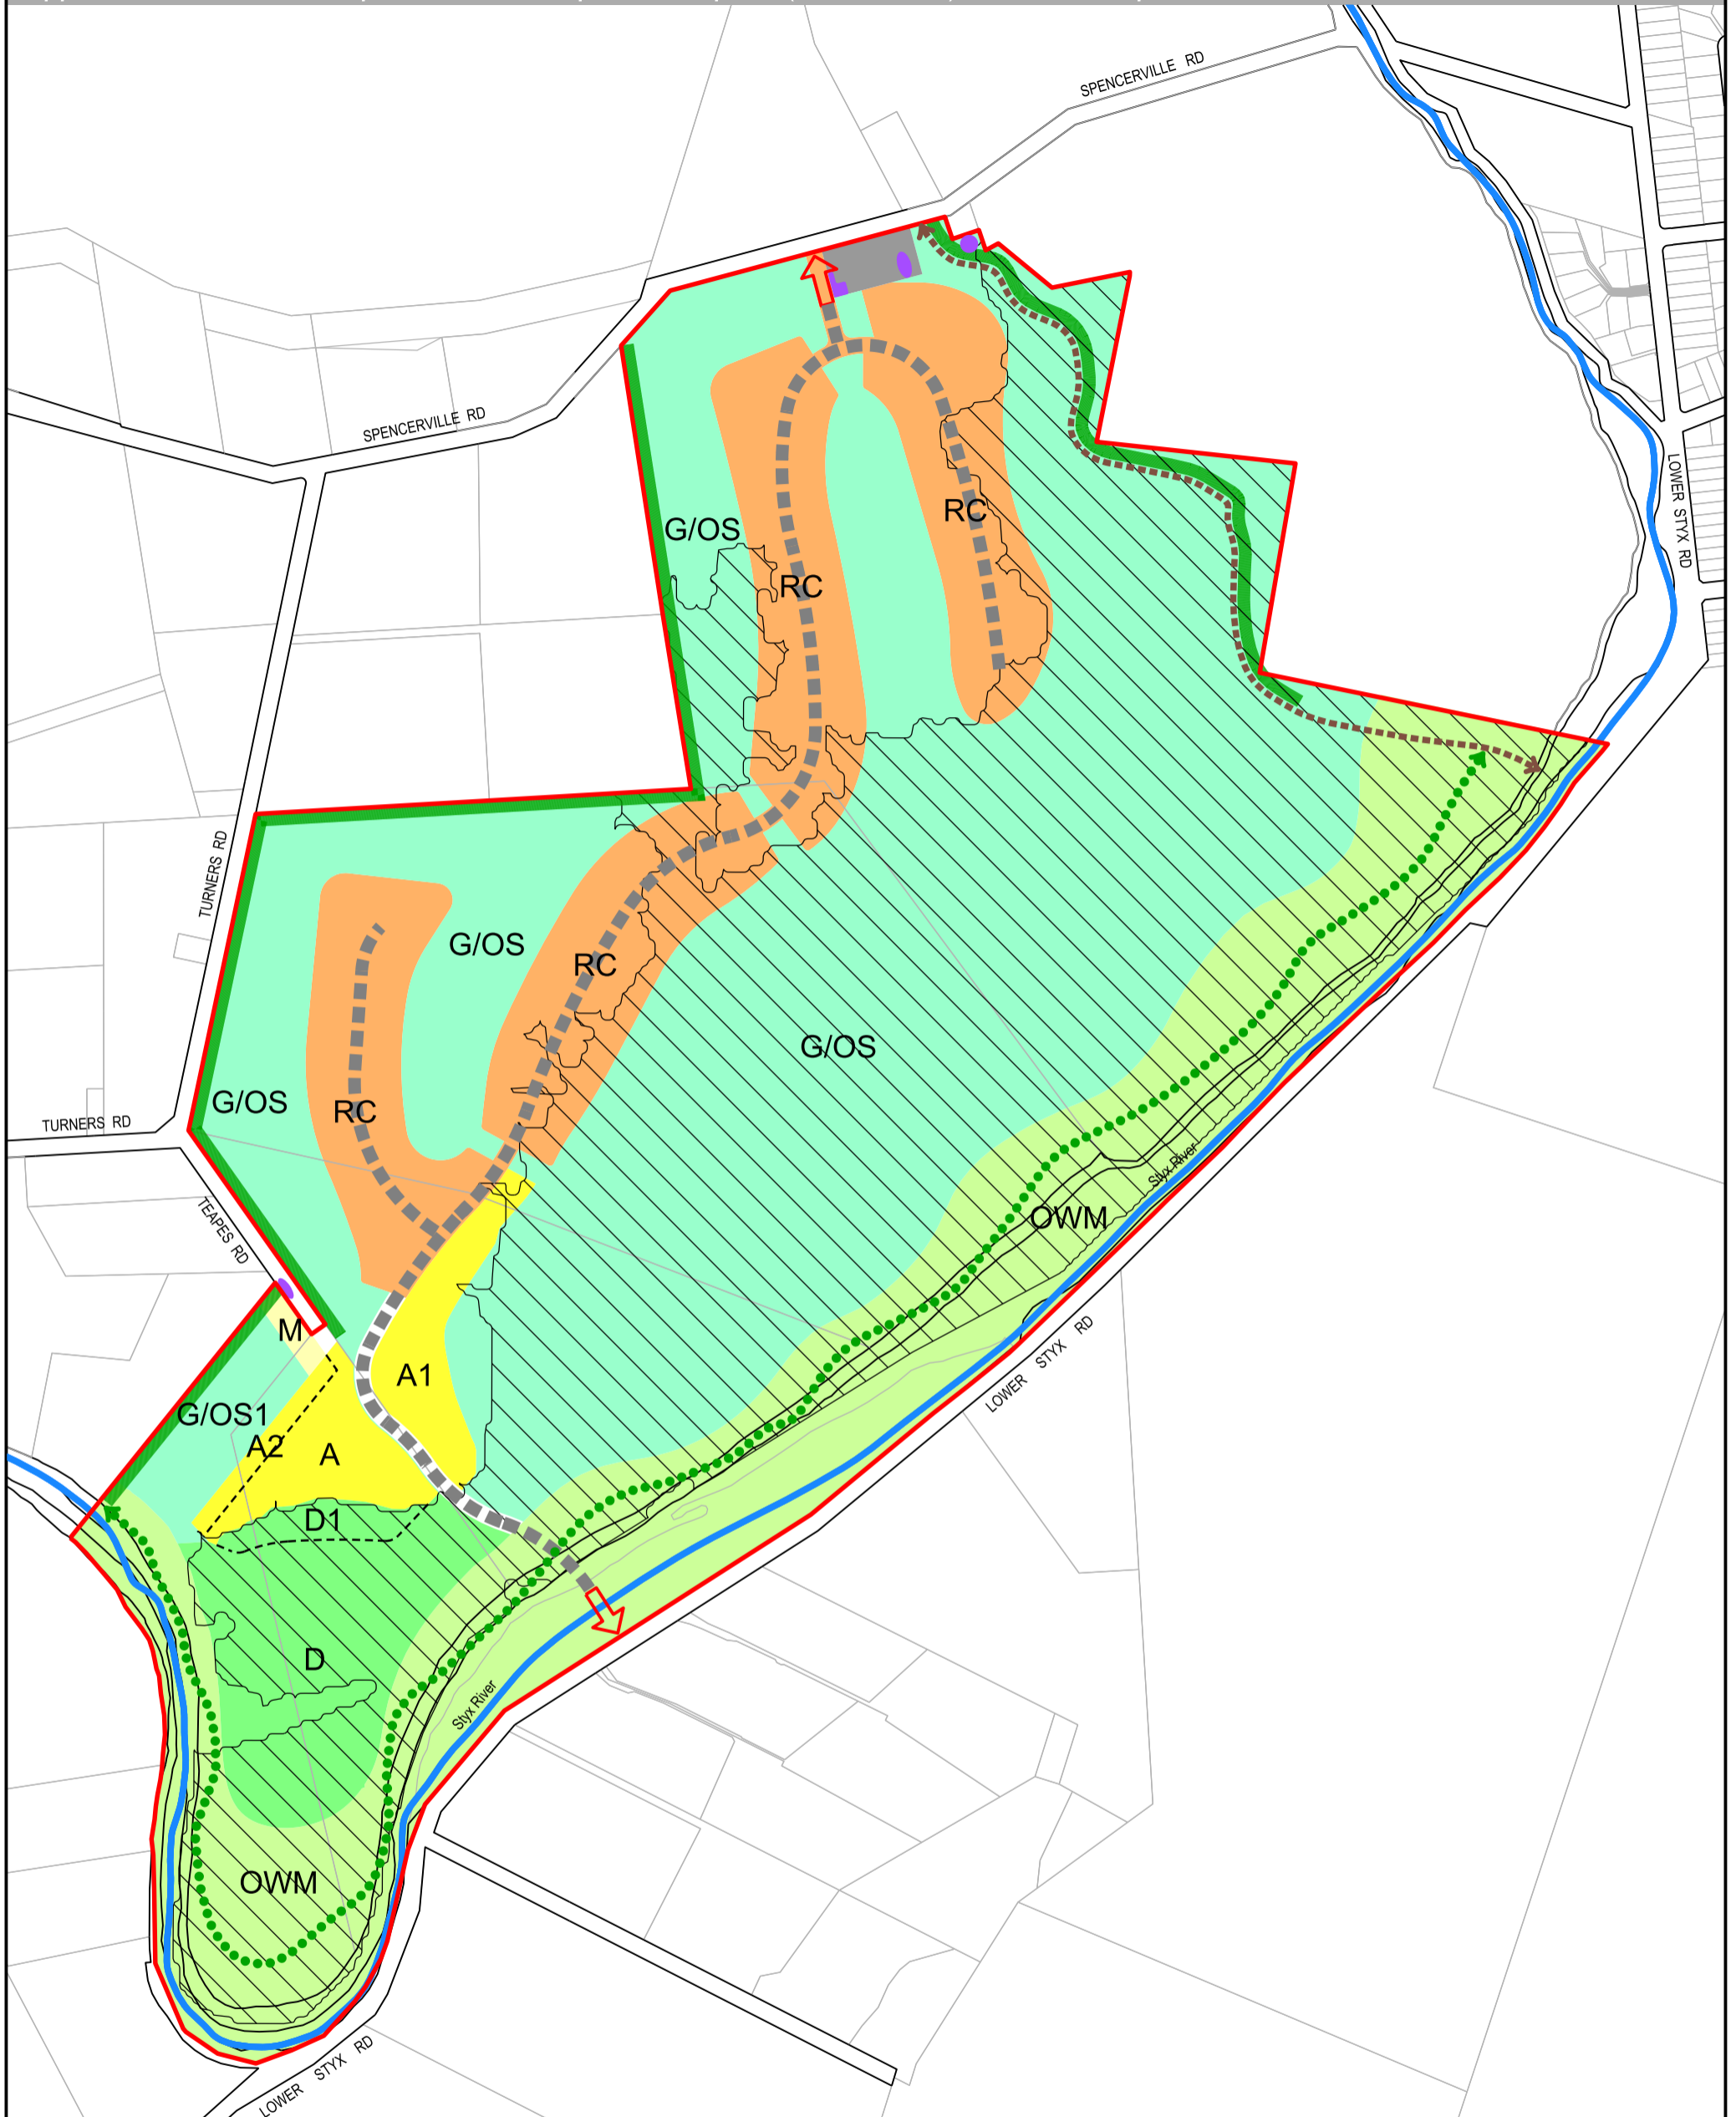 SPENCERVILLE RD
SPENCERVILLE RD
LOWER STYX RD
G/OS
RC
RC
TURNERS RD
G/OS
RC
G/OS
G/OS
RC
TURNERS RD
Styx River
TEAPES RD
OWM
M
A1
LOWER STYX RD
G/OS1
A2
A
D1
D
Styx River
OWM
LOWER STYX RD